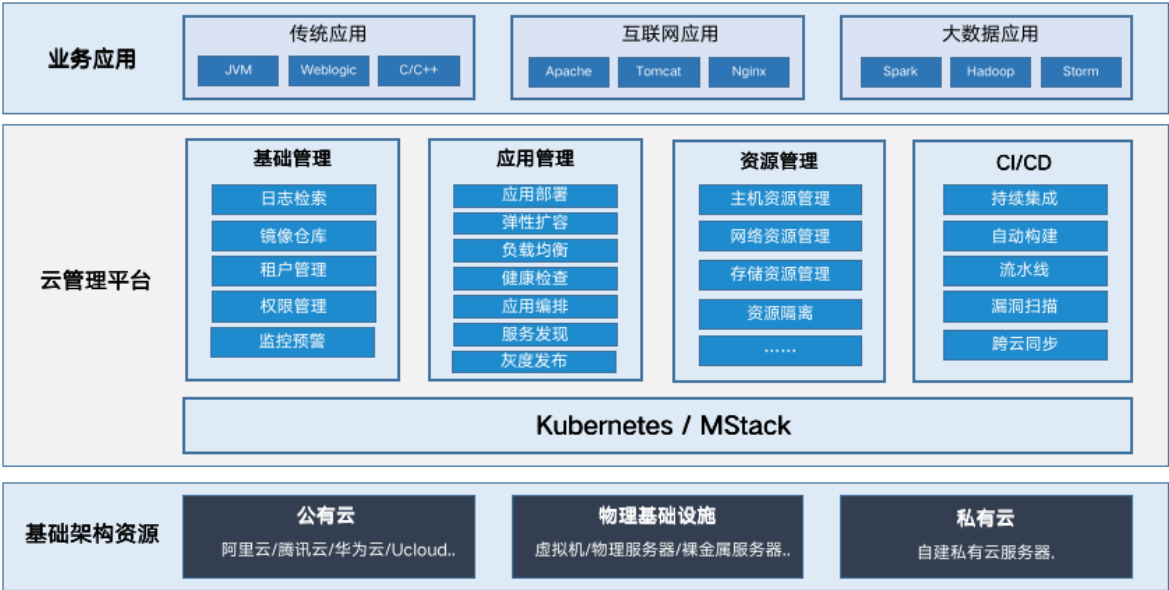 业务应用
传统应用
JVM
Weblogic
C/C++
互联网应用
Apache
Tomcat
Nginx
大数据应用
Spark
Hadoop
Storm
云管理平台
基础管理
日志检索
镜像仓库
租户管理
权限管理
监控预警
应用管理
应用部署
弹性扩容
负载均衡
健康检查
应用编排
服务发现
灰度发布
资源管理
主机资源管理
网络资源管理
存储资源管理
资源隔离
......
CI/CD
持续集成
自动构建
流水线
漏洞扫描
跨云同步
Kubernetes / MStack
基础架构资源
公有云
阿里云/腾讯云/华为云/Ucloud..
物理基础设施
虚拟机/物理服务器/裸金属服务器..
私有云
自建私有云服务器.